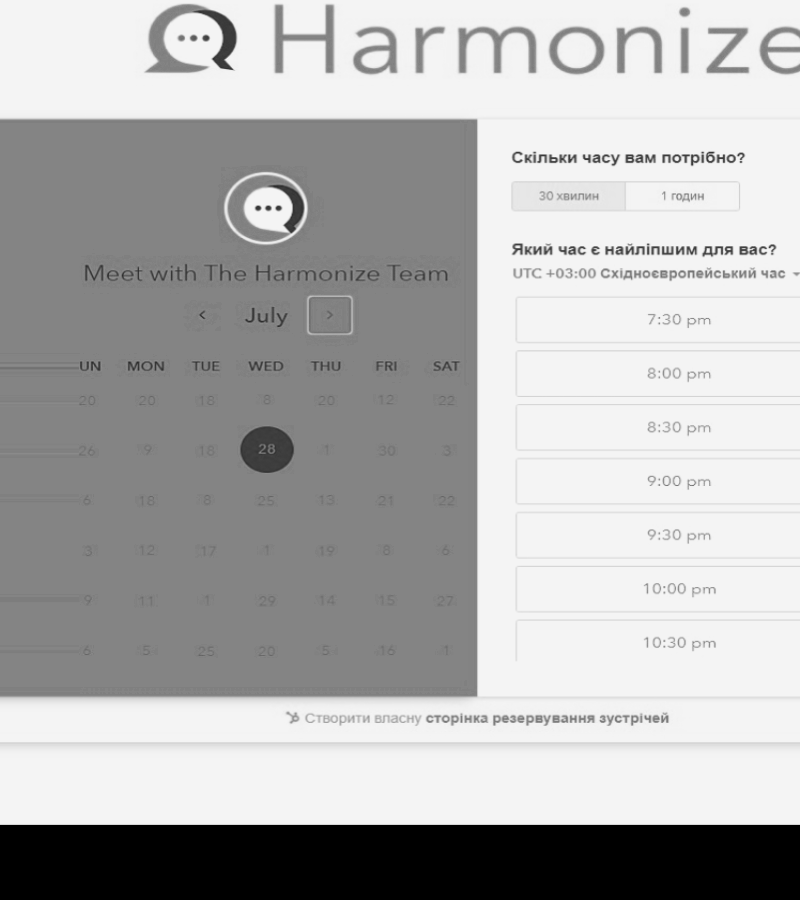 Harmonize
Meet with The Harmonize Team
July
UN MON TUE WED THU FRI SAT
20 20 18 8 20 12 22
26 9 18 28 1 30 3
6 18 8 25 13 21 22
3 12 17 1 19 8 6
9 11 1 29 14 15 27
6 5 25 20 5 16 1
Скільки часу вам потрібно?
30 хвилин 1 годин
Який час є найліпшим для вас?
UTC +03:00 Східноєвропейський час
7:30 pm
8:00 pm
8:30 pm
9:00 pm
9:30 pm
10:00 pm
10:30 pm
Створити власну сторінка резервування зустрічей